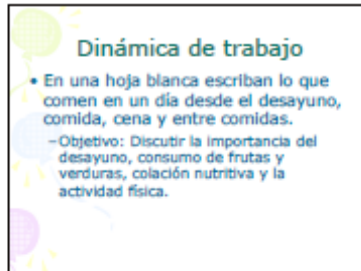 Dinámica de trabajo
• En una hoja blanca escriban lo que
comen en un día desde el desayuno,
comida, cena y entre comidas.
–Objetivo: Discutir la importancia del
desayuno, consumo de frutas y
verduras, colación nutritiva y la
actividad física.